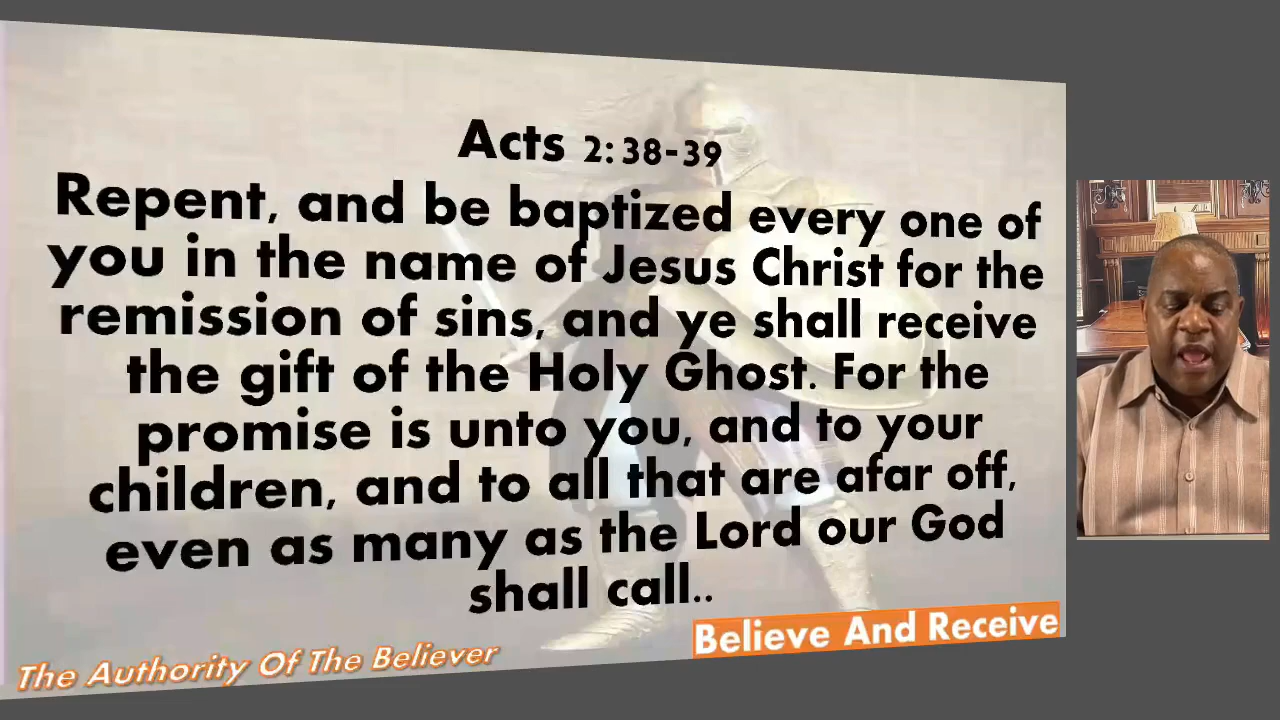 Acts 2:38-39
Repent, and be baptized every one of
you in the name of Jesus Christ for the
remission of sins, and ye shall receive
the gift of the Holy Ghost. For the
promise is unto you, and to your
children, and to all that are afar off,
even as many as the Lord our God
shall call..
Believe And Receive
The Authority Of The Believer